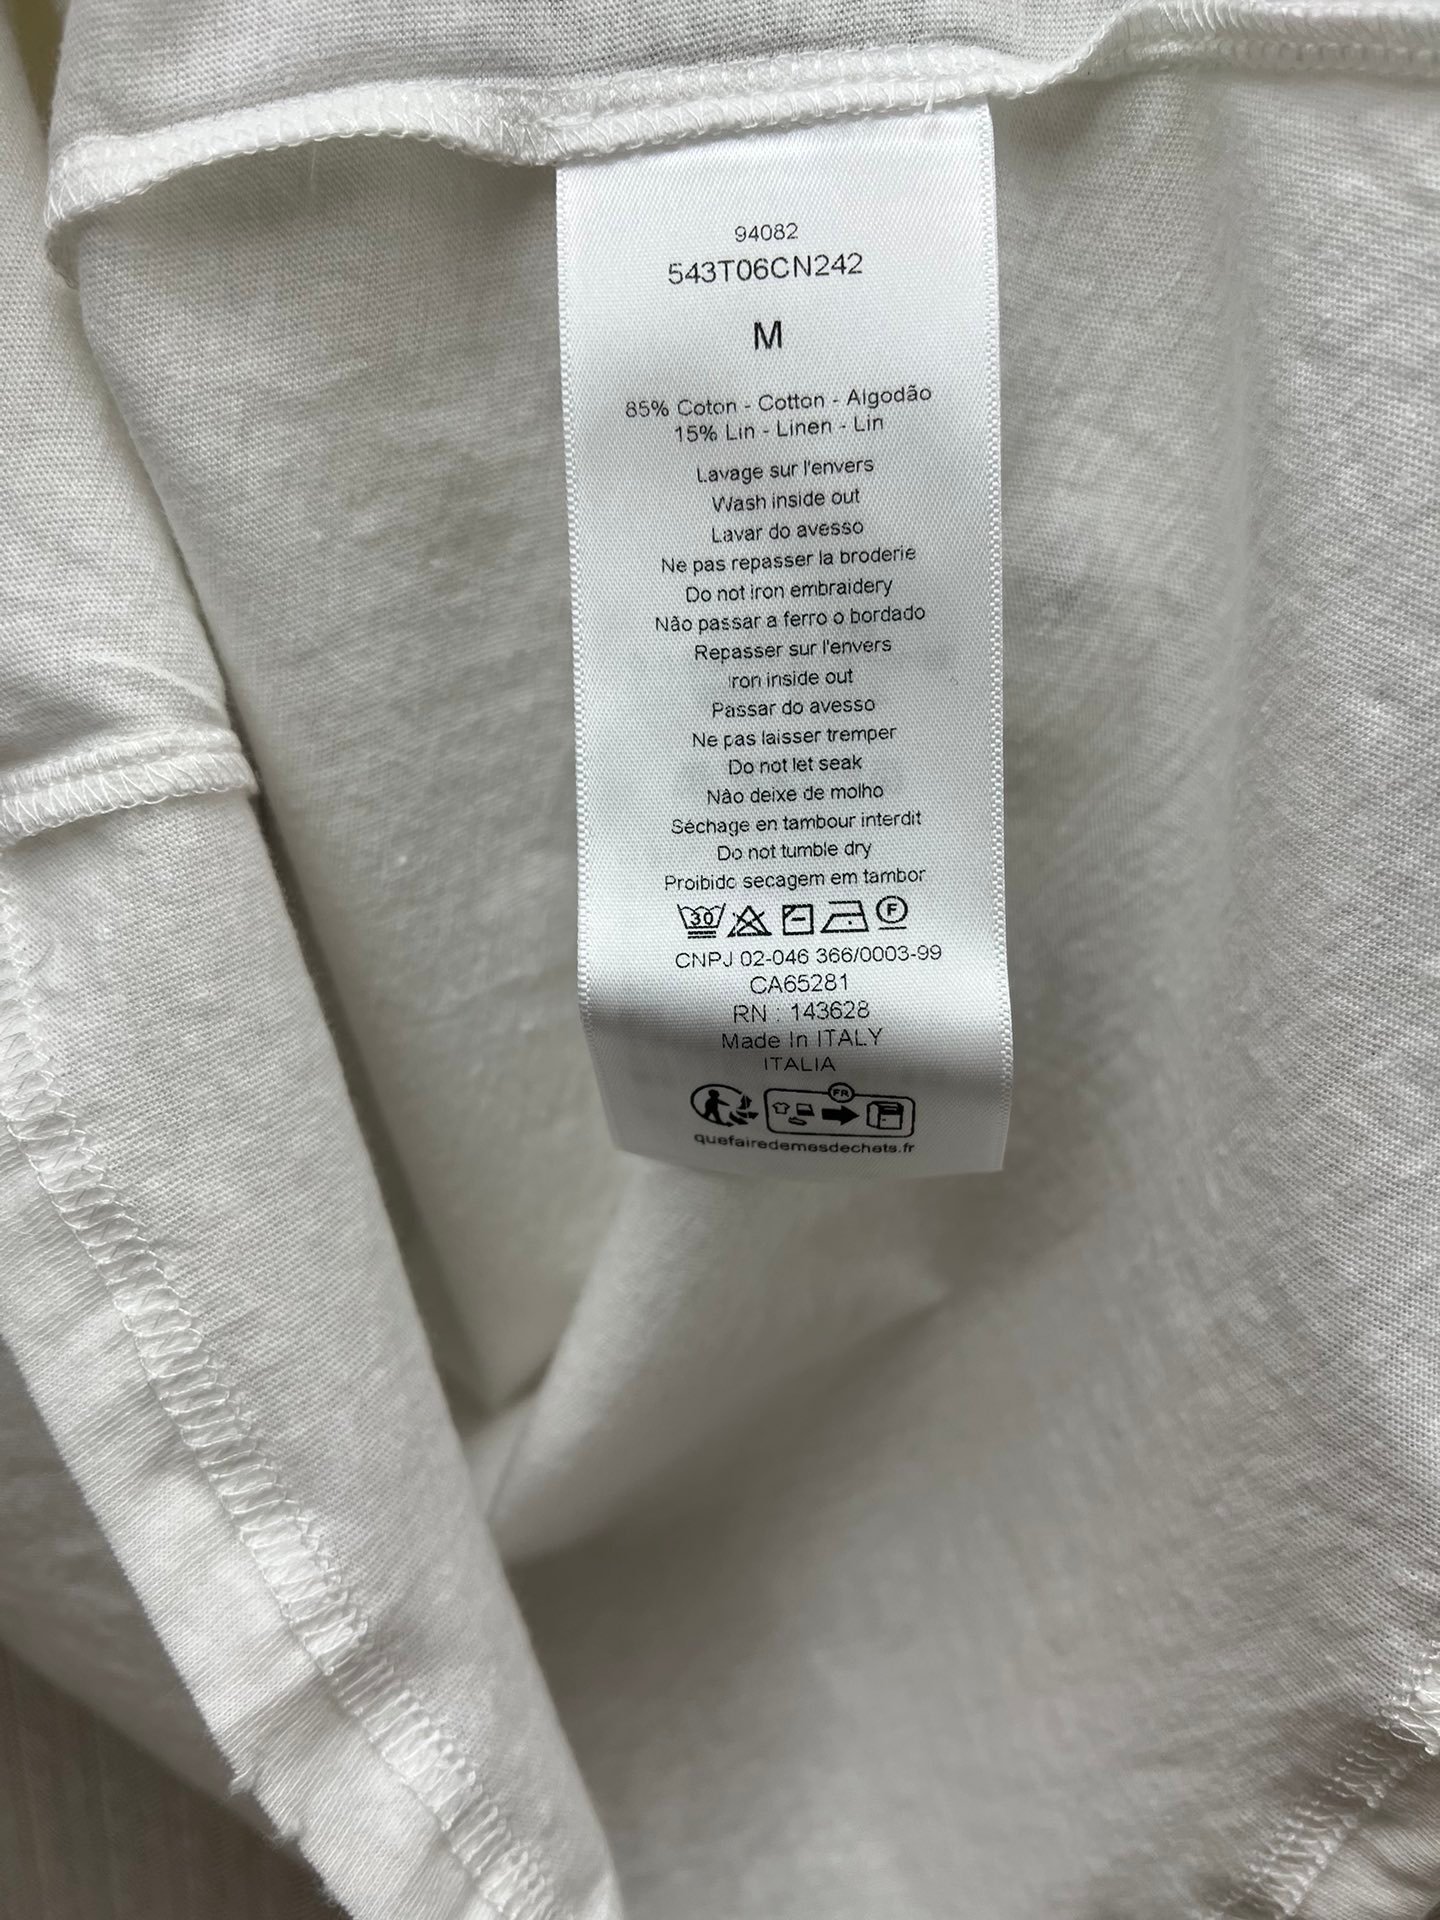 94082
543T06CN242
M
85% Coton - Cotton - Algodão
15% Lin - Linen - Lin
Lavage sur l'envers
Wash inside out
Lavar do avesso
Ne pas repasser la broderie
Do not iron embraidery
Não passar a ferro o bordado
Repasser sur l'envers
Iron inside out
Passar do avesso
Ne pas laisser tremper
Do not let seak
Não deixe de molho
Séchage en tambour interdit
Do not tumble dry
Proibido secagem em tambor
30 F
CNPJ 02-046 366/0003-99
CA65281
RN : 143628
Made In ITALY
ITALIA
FR
quefairedemesdechets.fr